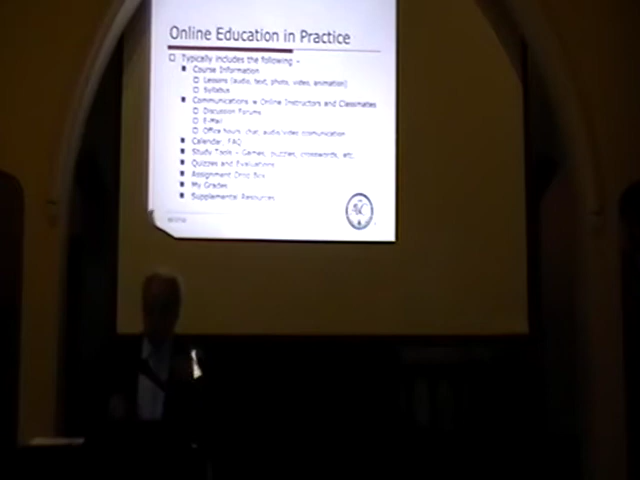 Online Education in Practice
Typically includes the following -
Course Information
Lessons (audio, text, photo, video, animation)
Syllabus
Communications w Online Instructors and Classmates
Discussion Forums
E-Mail
Office hours, chat, audio/video communication
Calendar, FAQ
Study Tools - Games, puzzles, crosswords, etc.
Quizzes and Evaluations
Assignment Drop Box
My Grades
Supplemental Resources